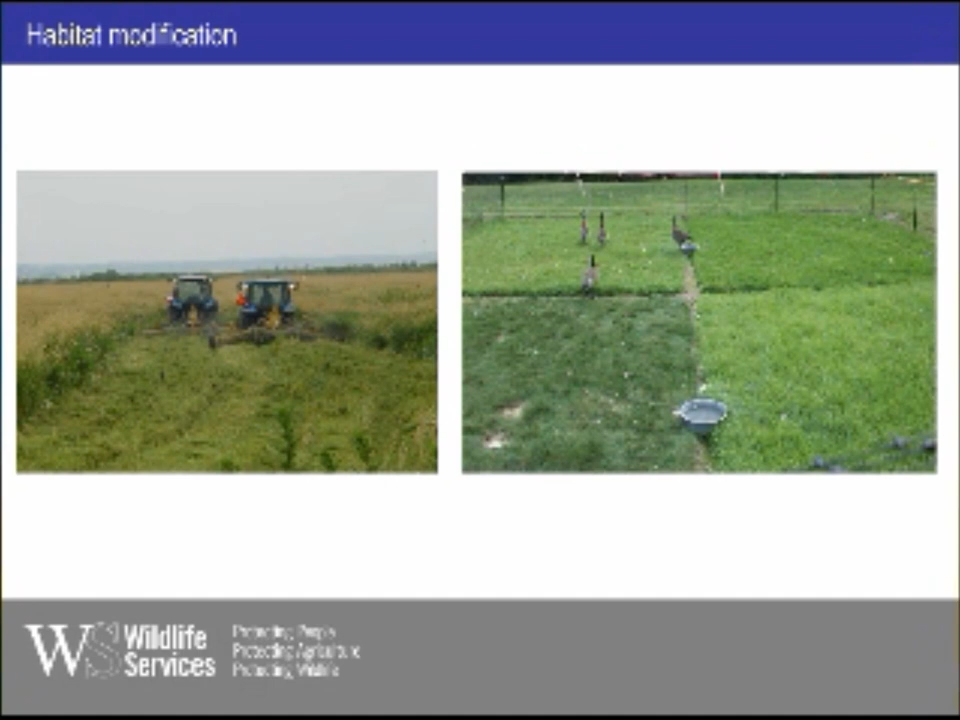 Habitat modification
WS Wildlife
Services
Protecting People
Protecting Agriculture
Protecting Wildlife